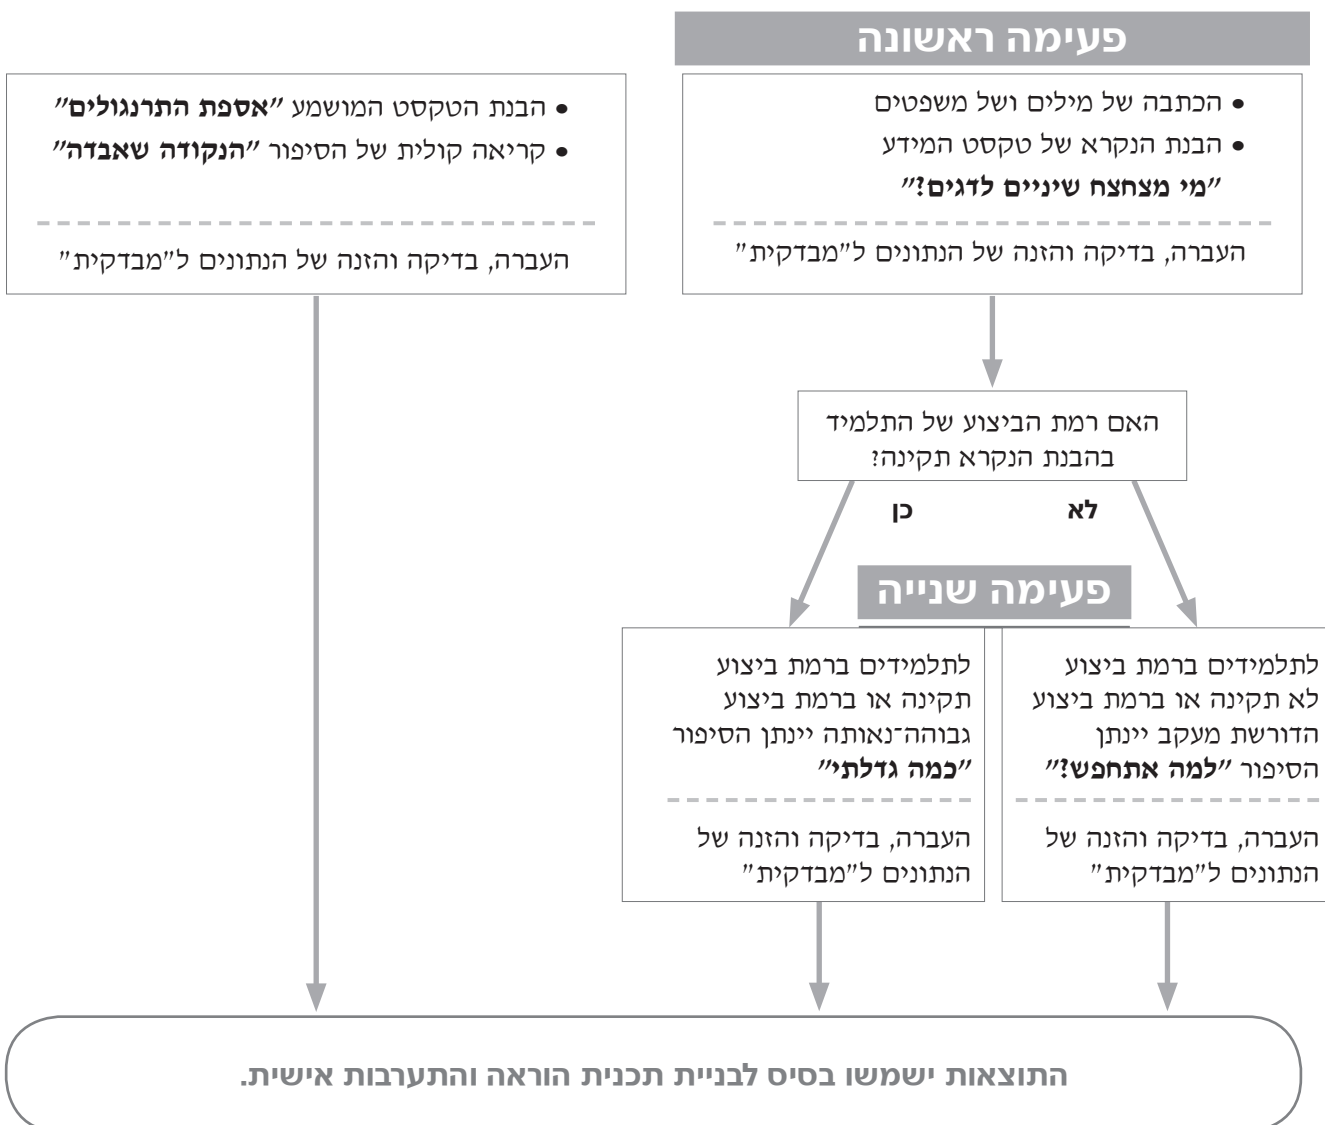 פעימה ראשונה
• הכתבה של מילים ושל משפטים
• הבנת הנקרא של טקסט המידע
"מי מצחצח שיניים לדגים?"
העברה, בדיקה והזנה של הנתונים ל"מבדקית"
• הבנת הטקסט המושמע "אספת התרנגולים"
• קריאה קולית של הסיפור "הנקודה שאבדה"
העברה, בדיקה והזנה של הנתונים ל"מבדקית"
האם רמת הביצוע של התלמיד
בהבנת הנקרא תקינה?
לא
כן
פעימה שנייה
לתלמידים ברמת ביצוע
לא תקינה או ברמת ביצוע
הדורשת מעקב יינתן
הסיפור "למה אתחפש?"
העברה, בדיקה והזנה של
הנתונים ל"מבדקית"
לתלמידים ברמת ביצוע
תקינה או ברמת ביצוע
גבוהה־נאותה יינתן הסיפור
"כמה גדלתי"
העברה, בדיקה והזנה של
הנתונים ל"מבדקית"
התוצאות ישמשו בסיס לבניית תכנית הוראה והתערבות אישית.